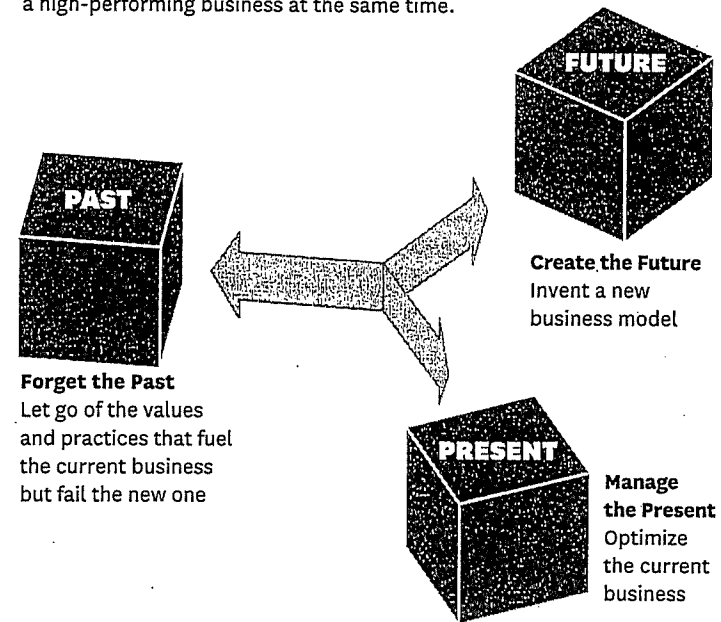 a high-performing business at the same time.
FUTURE
Create the Future
Invent a new
business model
PAST
Forget the Past
Let go of the values
and practices that fuel
the current business
but fail the new one
PRESENT
Manage
the Present
Optimize
the current
business